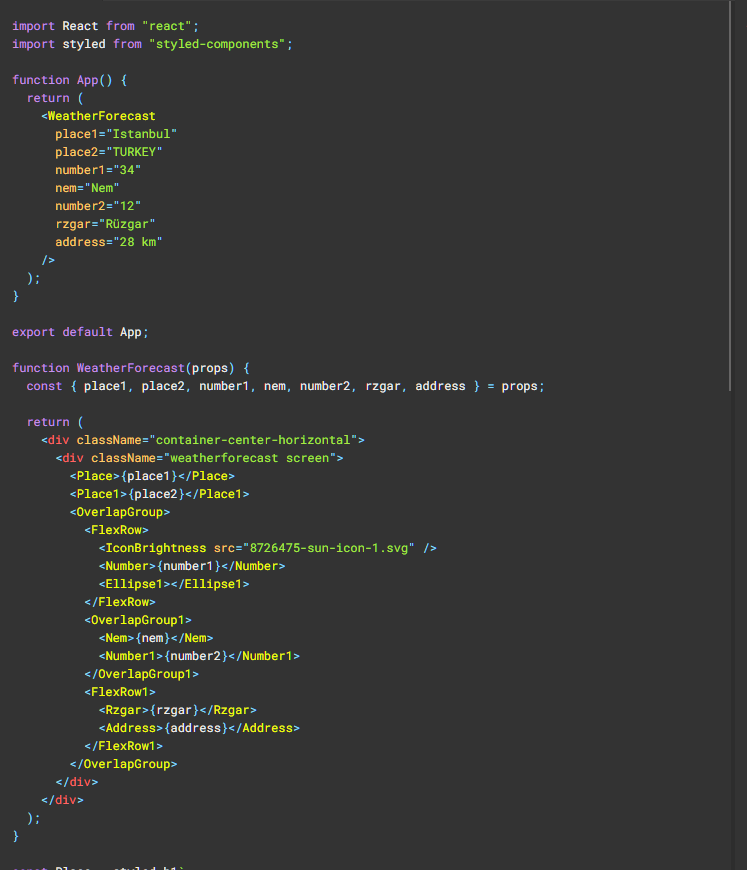 import React from "react";
import styled from "styled-components";

function App() {
  return (
    <WeatherForecast
      place1="Istanbul"
      place2="TURKEY"
      number1="34"
      nem="Nem"
      number2="12"
      rzgar="Rüzgar"
      address="28 km"
    />
  );
}

export default App;

function WeatherForecast(props) {
  const { place1, place2, number1, nem, number2, rzgar, address } = props;

  return (
    <div className="container-center-horizontal">
      <div className="weatherforecast screen">
        <Place>{place1}</Place>
        <Place1>{place2}</Place1>
        <OverlapGroup>
          <FlexRow>
            <IconBrightness src="8726475-sun-icon-1.svg" />
            <Number>{number1}</Number>
            <Ellipse1></Ellipse1>
          </FlexRow>
          <OverlapGroup1>
            <Nem>{nem}</Nem>
            <Number1>{number2}</Number1>
          </OverlapGroup1>
          <FlexRow1>
            <Rzgar>{rzgar}</Rzgar>
            <Address>{address}</Address>
          </FlexRow1>
        </OverlapGroup>
      </div>
    </div>
  );
}